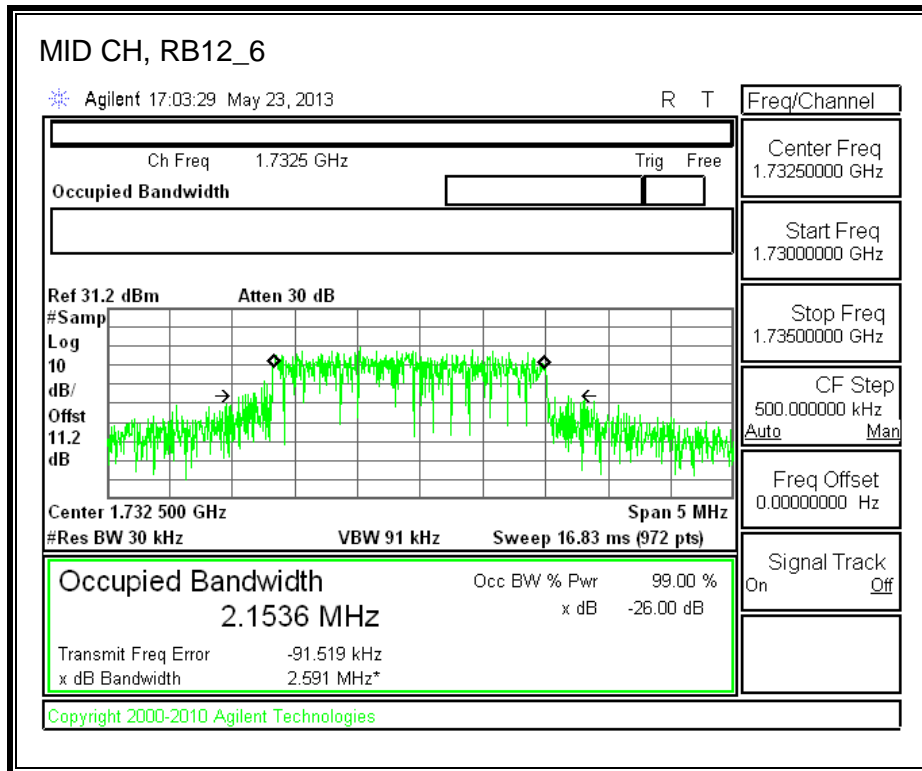 MID CH, RB12_6
Agilent 17:03:29 May 23, 2013 R T
Freq/Channel
Ch Freq 1.7325 GHz Trig Free
Occupied Bandwidth
Center Freq
1.73250000 GHz
Start Freq
1.73000000 GHz
Stop Freq
1.73500000 GHz
CF Step
500.000000 kHz
Auto Man
Freq Offset
0.00000000 Hz
Signal Track
On Off
Ref 31.2 dBm Atten 30 dB
#Samp
Log
10
dB/
Offst
11.2
dB
Center 1.732 500 GHz Span 5 MHz
#Res BW 30 kHz VBW 91 kHz Sweep 16.83 ms (972 pts)
Occupied Bandwidth
2.1536 MHz
Occ BW % Pwr 99.00 %
x dB -26.00 dB
Transmit Freq Error -91.519 kHz
x dB Bandwidth 2.591 MHz*
Copyright 2000-2010 Agilent Technologies